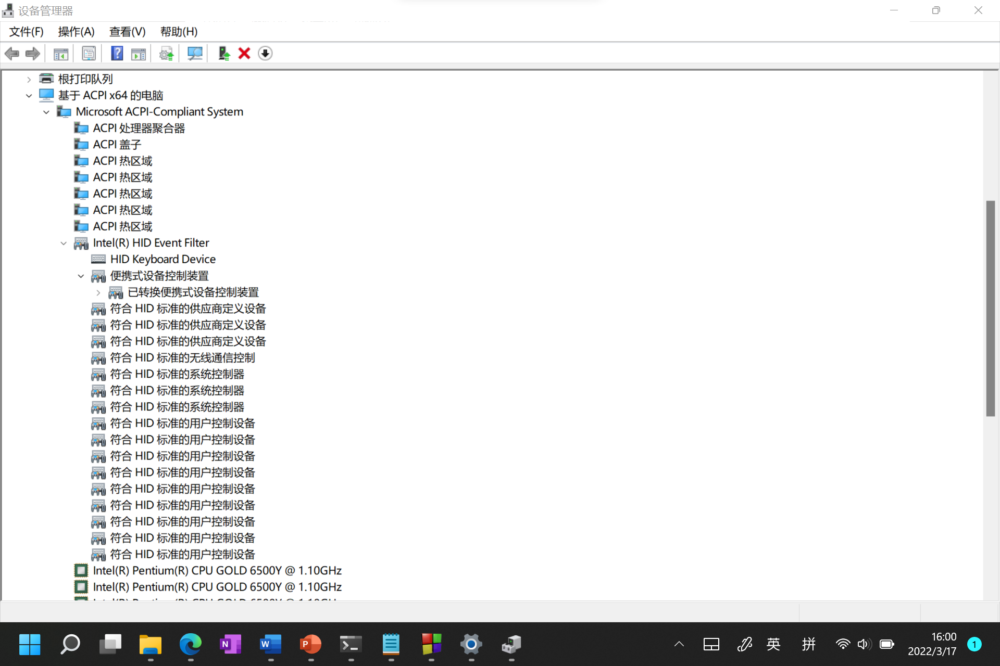 设备管理器
文件(F) 操作(A) 查看(V) 帮助(H)
根打印队列
基于 ACPI x64 的电脑
Microsoft ACPI-Compliant System
ACPI 处理器聚合器
ACPI 盖子
ACPI 热区域
ACPI 热区域
ACPI 热区域
ACPI 热区域
ACPI 热区域
Intel(R) HID Event Filter
HID Keyboard Device
便携式设备控制装置
已转换便携式设备控制装置
符合 HID 标准的供应商定义设备
符合 HID 标准的供应商定义设备
符合 HID 标准的供应商定义设备
符合 HID 标准的无线通信控制
符合 HID 标准的系统控制器
符合 HID 标准的系统控制器
符合 HID 标准的系统控制器
符合 HID 标准的用户控制设备
符合 HID 标准的用户控制设备
符合 HID 标准的用户控制设备
符合 HID 标准的用户控制设备
符合 HID 标准的用户控制设备
符合 HID 标准的用户控制设备
符合 HID 标准的用户控制设备
符合 HID 标准的用户控制设备
符合 HID 标准的用户控制设备
Intel(R) Pentium(R) CPU GOLD 6500Y @ 1.10GHz
Intel(R) Pentium(R) CPU GOLD 6500Y @ 1.10GHz
Intel(R) Pentium(R) CPU GOLD 6500Y @ 1.10GHz
N W P 英 拼 16:00 1
2022/3/17